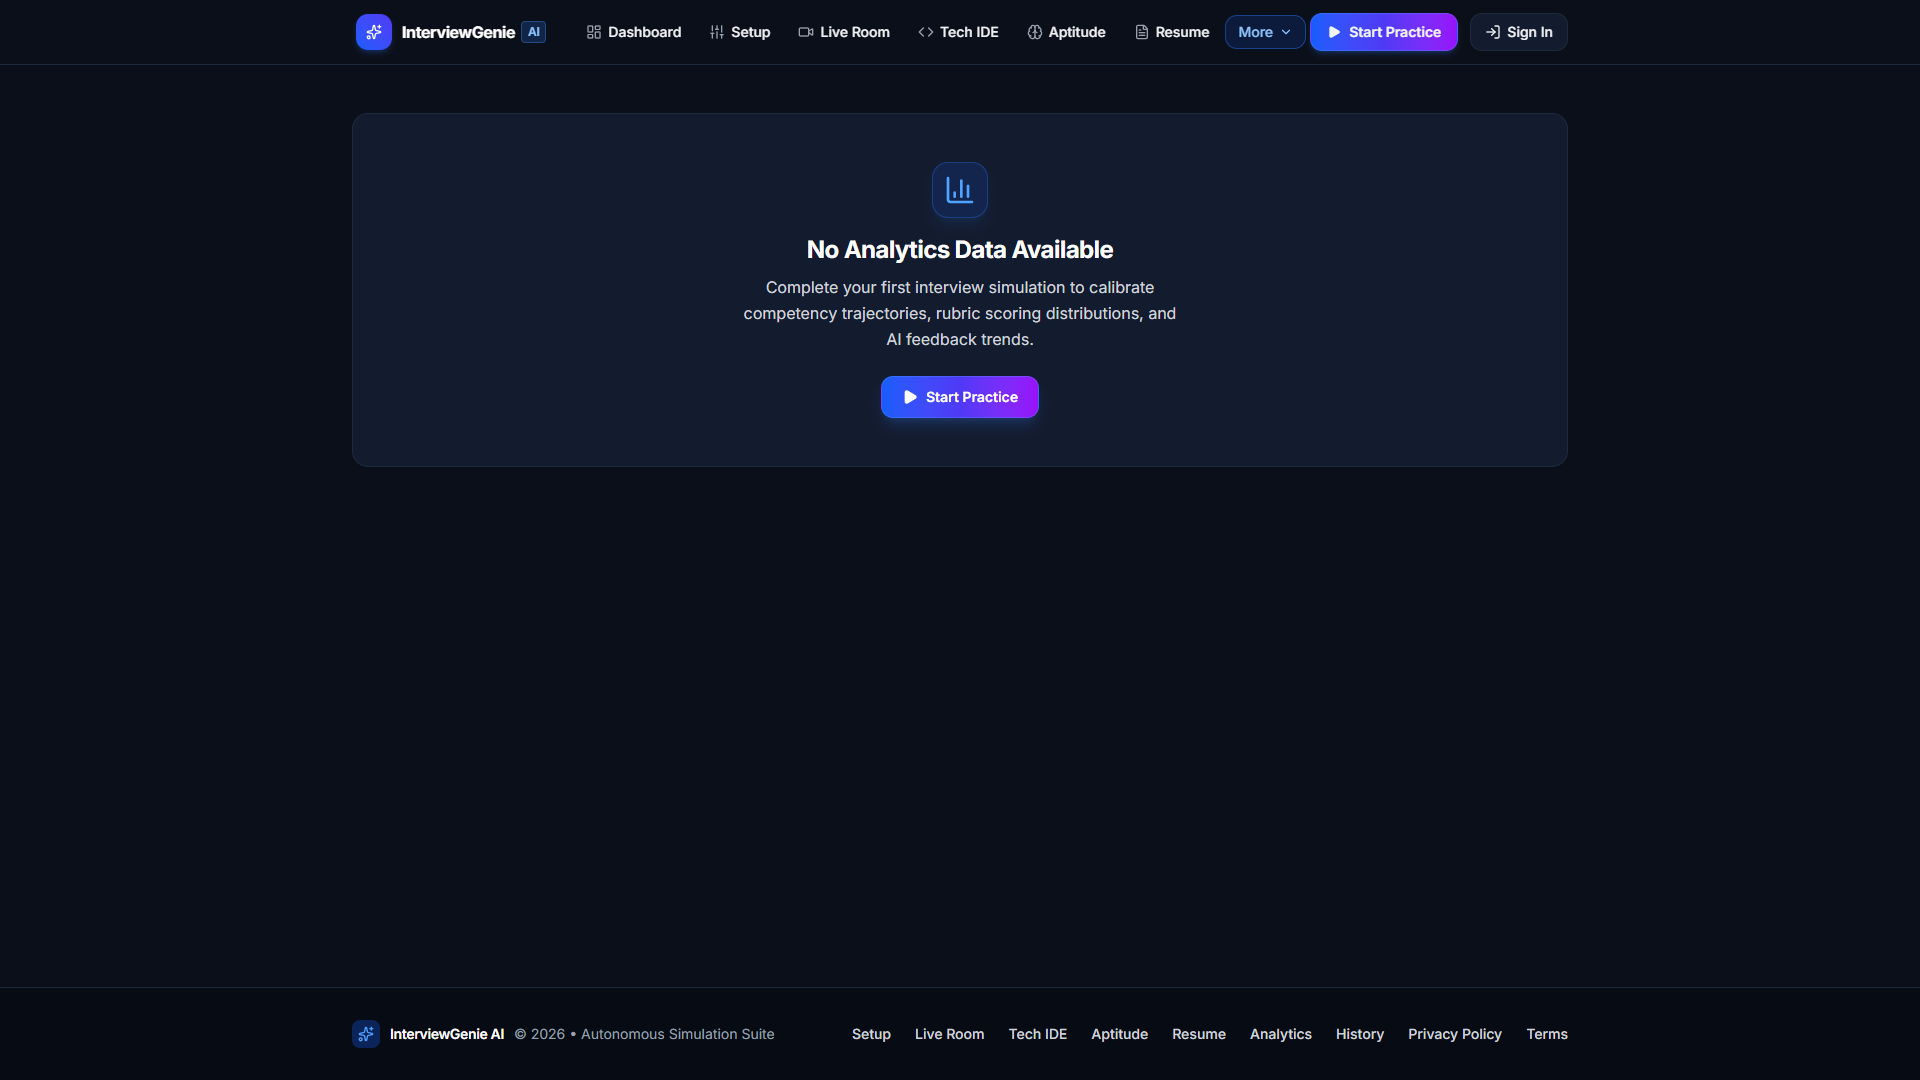 InterviewGenie AI Dashboard Setup Live Room Tech IDE Aptitude Resume More Start Practice Sign In
No Analytics Data Available
Complete your first interview simulation to calibrate
competency trajectories, rubric scoring distributions, and
AI feedback trends.
Start Practice
InterviewGenie AI © 2026 • Autonomous Simulation Suite Setup Live Room Tech IDE Aptitude Resume Analytics History Privacy Policy Terms